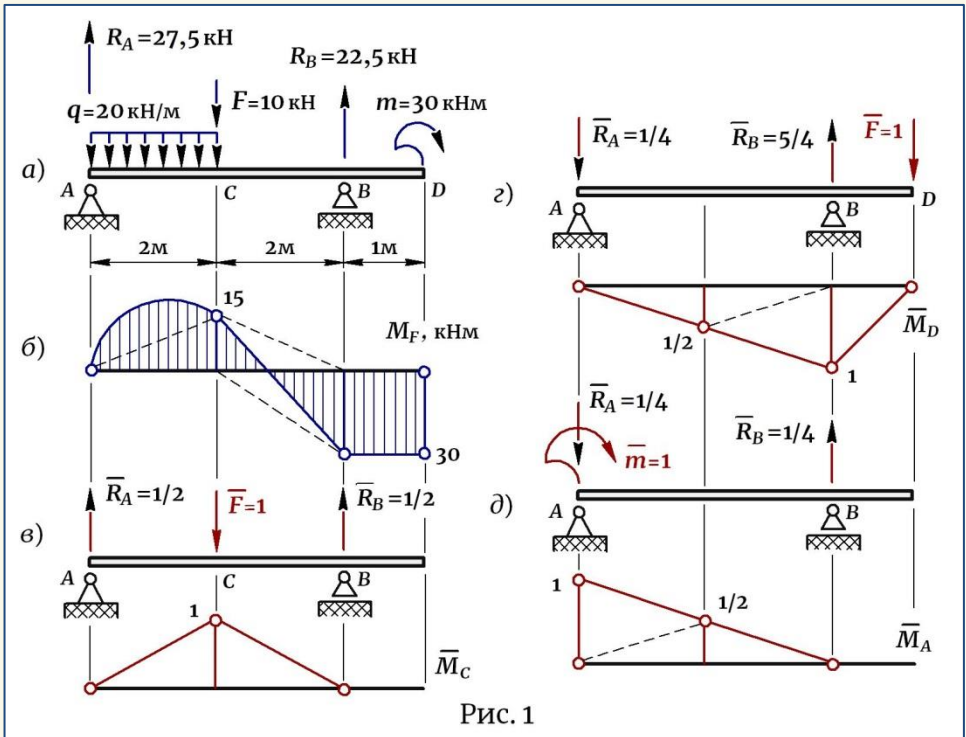 R_A=27,5 кН
R_B=22,5 кН
q=20 кН/м
F=10 кН
m=30 кНм
а)
A
C
B
D
2м
2м
1м
б)
15
M_F, кНм
30
в)
R̅_A=1/2
F̅=1
R̅_B=1/2
A
C
B
1
M̅_C
г)
R̅_A=1/4
R̅_B=5/4
F̅=1
A
B
D
1/2
1
M̅_D
д)
R̅_A=1/4
m̅=1
R̅_B=1/4
A
B
1
1/2
M̅_A
Рис. 1